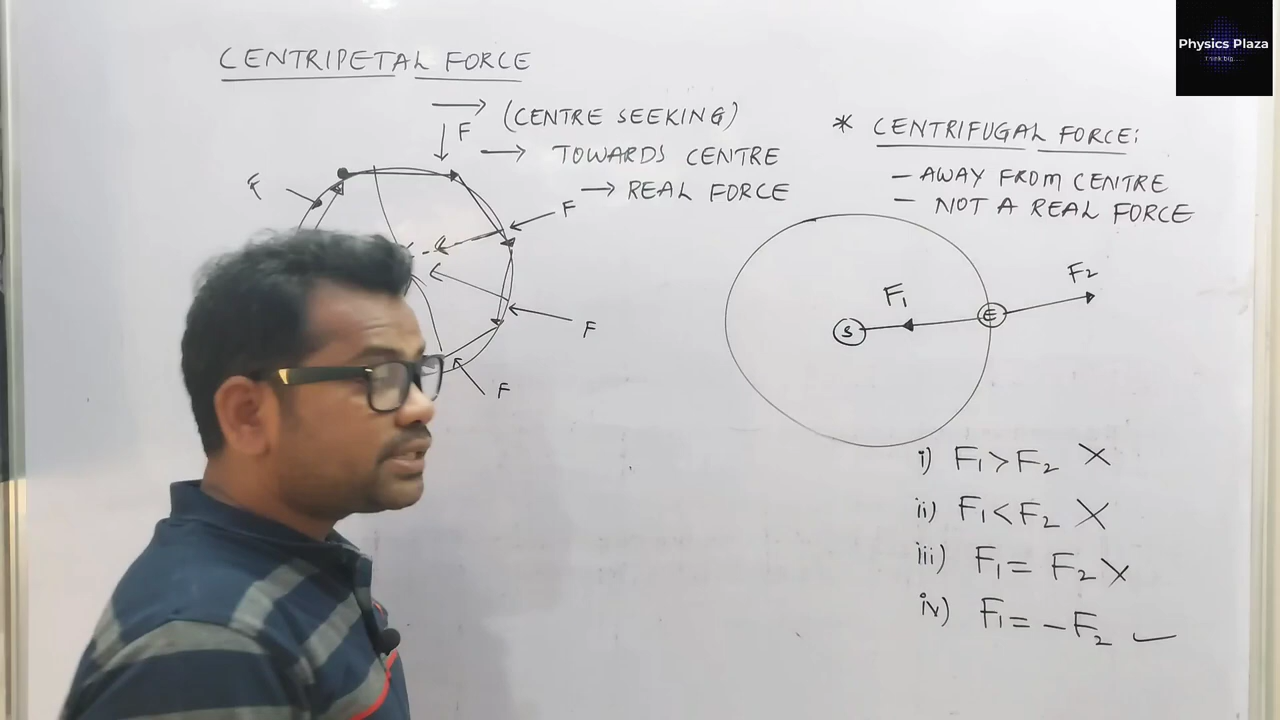 CENTRIPETAL FORCE
→ (CENTRE SEEKING)
→ TOWARDS CENTRE
→ REAL FORCE
F
F
F
F
F
* CENTRIFUGAL FORCE:
- AWAY FROM CENTRE
- NOT A REAL FORCE
F₁
F₂
S
E
i) F₁ > F₂ ×
ii) F₁ < F₂ ×
iii) F₁ = F₂ ×
iv) F₁ = -F₂ ✓
Physics Plaza